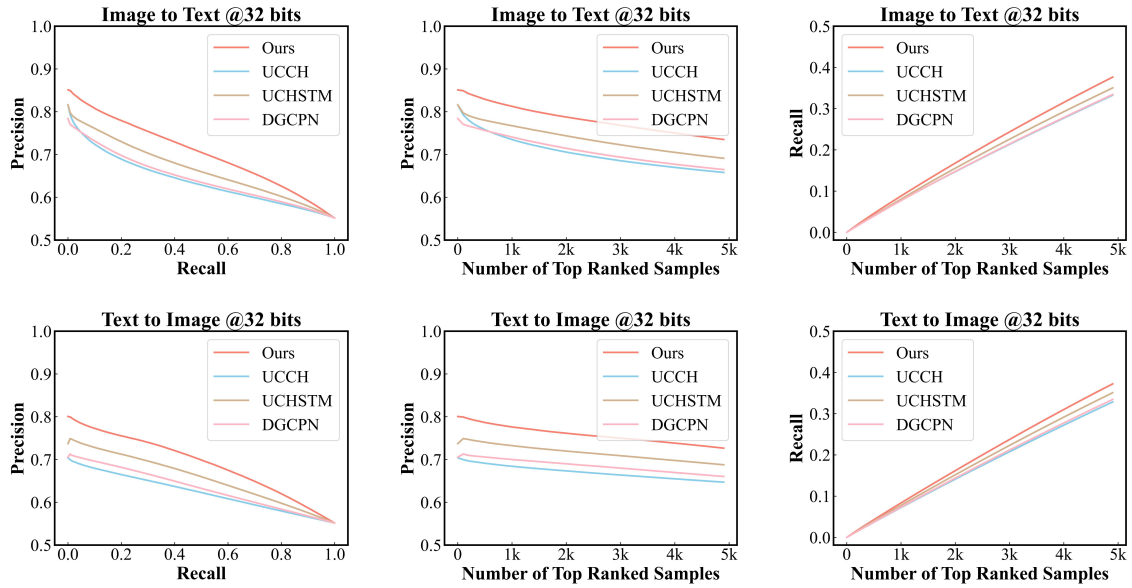 Image to Text @32 bits
1.0
0.9
0.8
0.7
0.6
0.5
Precision
Ours
UCCH
UCHSTM
DGCPN
0.0 0.2 0.4 0.6 0.8 1.0
Recall
Image to Text @32 bits
1.0
0.9
0.8
0.7
0.6
0.5
Precision
Ours
UCCH
UCHSTM
DGCPN
0 1k 2k 3k 4k 5k
Number of Top Ranked Samples
Image to Text @32 bits
0.5
0.4
0.3
0.2
0.1
0.0
Recall
Ours
UCCH
UCHSTM
DGCPN
0 1k 2k 3k 4k 5k
Number of Top Ranked Samples
Text to Image @32 bits
1.0
0.9
0.8
0.7
0.6
0.5
Precision
Ours
UCCH
UCHSTM
DGCPN
0.0 0.2 0.4 0.6 0.8 1.0
Recall
Text to Image @32 bits
1.0
0.9
0.8
0.7
0.6
0.5
Precision
Ours
UCCH
UCHSTM
DGCPN
0 1k 2k 3k 4k 5k
Number of Top Ranked Samples
Text to Image @32 bits
0.5
0.4
0.3
0.2
0.1
0.0
Recall
Ours
UCCH
UCHSTM
DGCPN
0 1k 2k 3k 4k 5k
Number of Top Ranked Samples